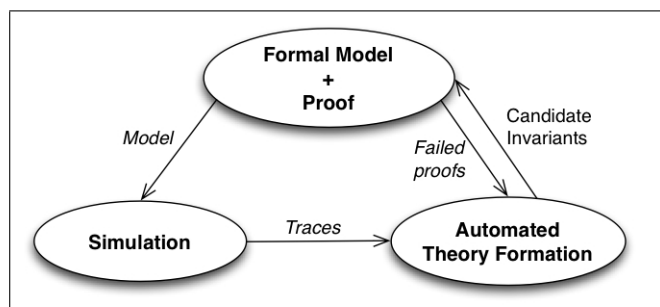 Formal Model
+
Proof
Model
Failed
proofs
Candidate
Invariants
Simulation
Traces
Automated
Theory Formation